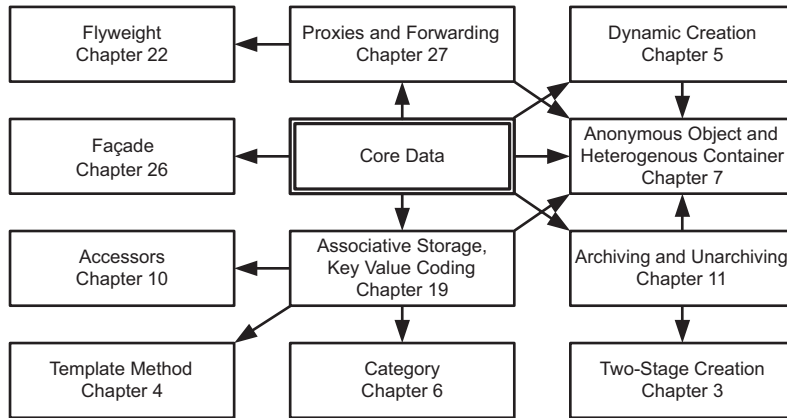 Flyweight
Chapter 22
Proxies and Forwarding
Chapter 27
Dynamic Creation
Chapter 5
Façade
Chapter 26
Core Data
Anonymous Object and
Heterogenous Container
Chapter 7
Accessors
Chapter 10
Associative Storage,
Key Value Coding
Chapter 19
Archiving and Unarchiving
Chapter 11
Template Method
Chapter 4
Category
Chapter 6
Two-Stage Creation
Chapter 3